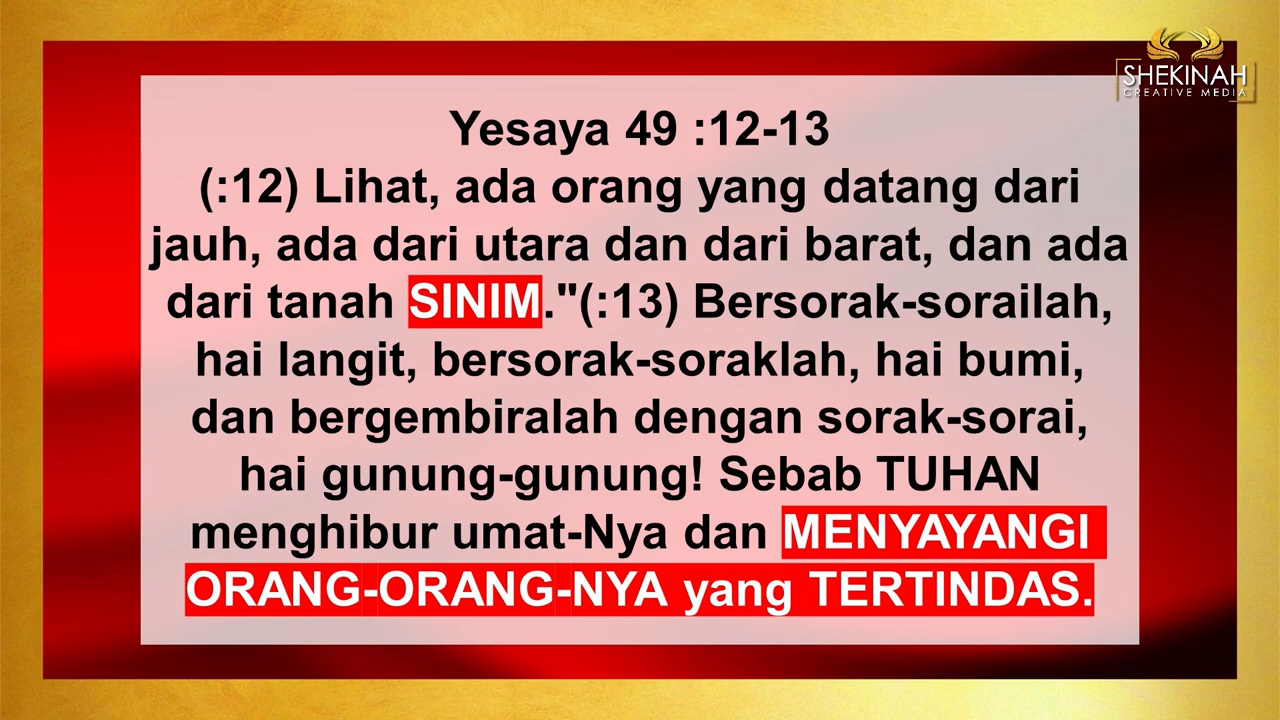 SHEKINAH
CREATIVE MEDIA
Yesaya 49 :12-13
(:12) Lihat, ada orang yang datang dari
jauh, ada dari utara dan dari barat, dan ada
dari tanah SINIM."(:13) Bersorak-sorailah,
hai langit, bersorak-soraklah, hai bumi,
dan bergembiralah dengan sorak-sorai,
hai gunung-gunung! Sebab TUHAN
menghibur umat-Nya dan MENYAYANGI
ORANG-ORANG-NYA yang TERTINDAS.